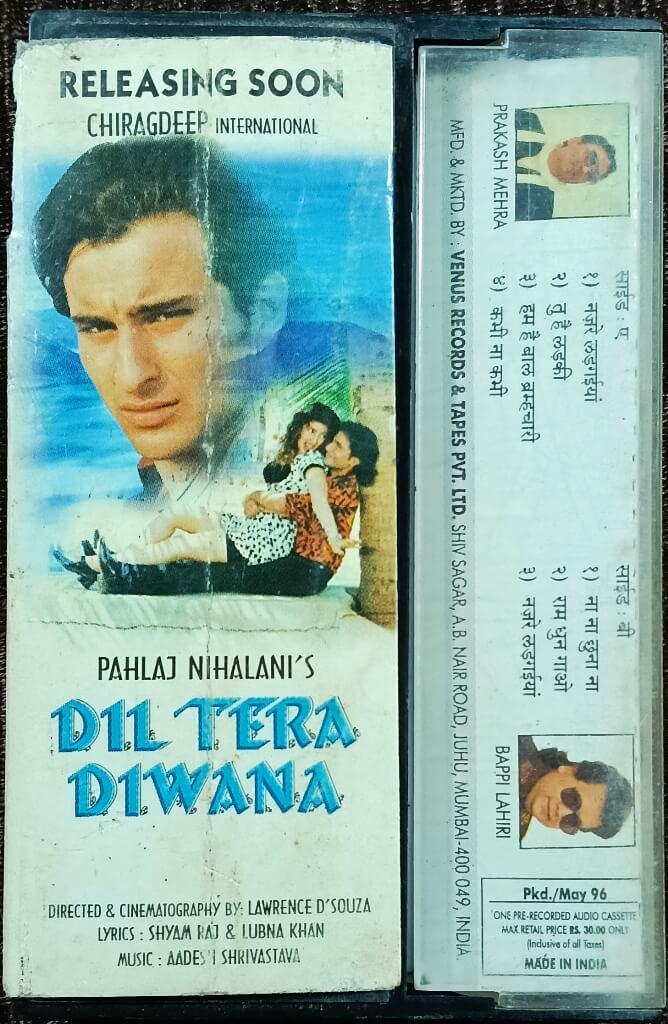 RELEASING SOON
CHIRAGDEEP INTERNATIONAL
PAHLAJ NIHALANI'S
DIL TERA
DIWANA
DIRECTED & CINEMATOGRAPHY BY: LAWRENCE D'SOUZA
LYRICS : SHYAM RAJ & LUBNA KHAN
MUSIC : AADESH SHRIVASTAVA
PRAKASH MEHRA
साईड : ए
१) नज़रे लड़गईयां
२) तु है लड़की
३) हम है बाल ब्रम्हचारी
४) कभी ना कभी
साईड : बी
१) ना ना छुना ना
२) राम धुन गाओ
३) नज़रे लड़गईयां
BAPPI LAHIRI
MFD. & MKTD. BY : VENUS RECORDS & TAPES PVT. LTD. SHIV SAGAR, A.B. NAIR ROAD, JUHU, MUMBAI-400 049, INDIA.
Pkd./May 96
ONE PRE-RECORDED AUDIO CASSETTE
MAX. RETAIL PRICE RS. 30.00 ONLY
(Inclusive of all Taxes)
MADE IN INDIA